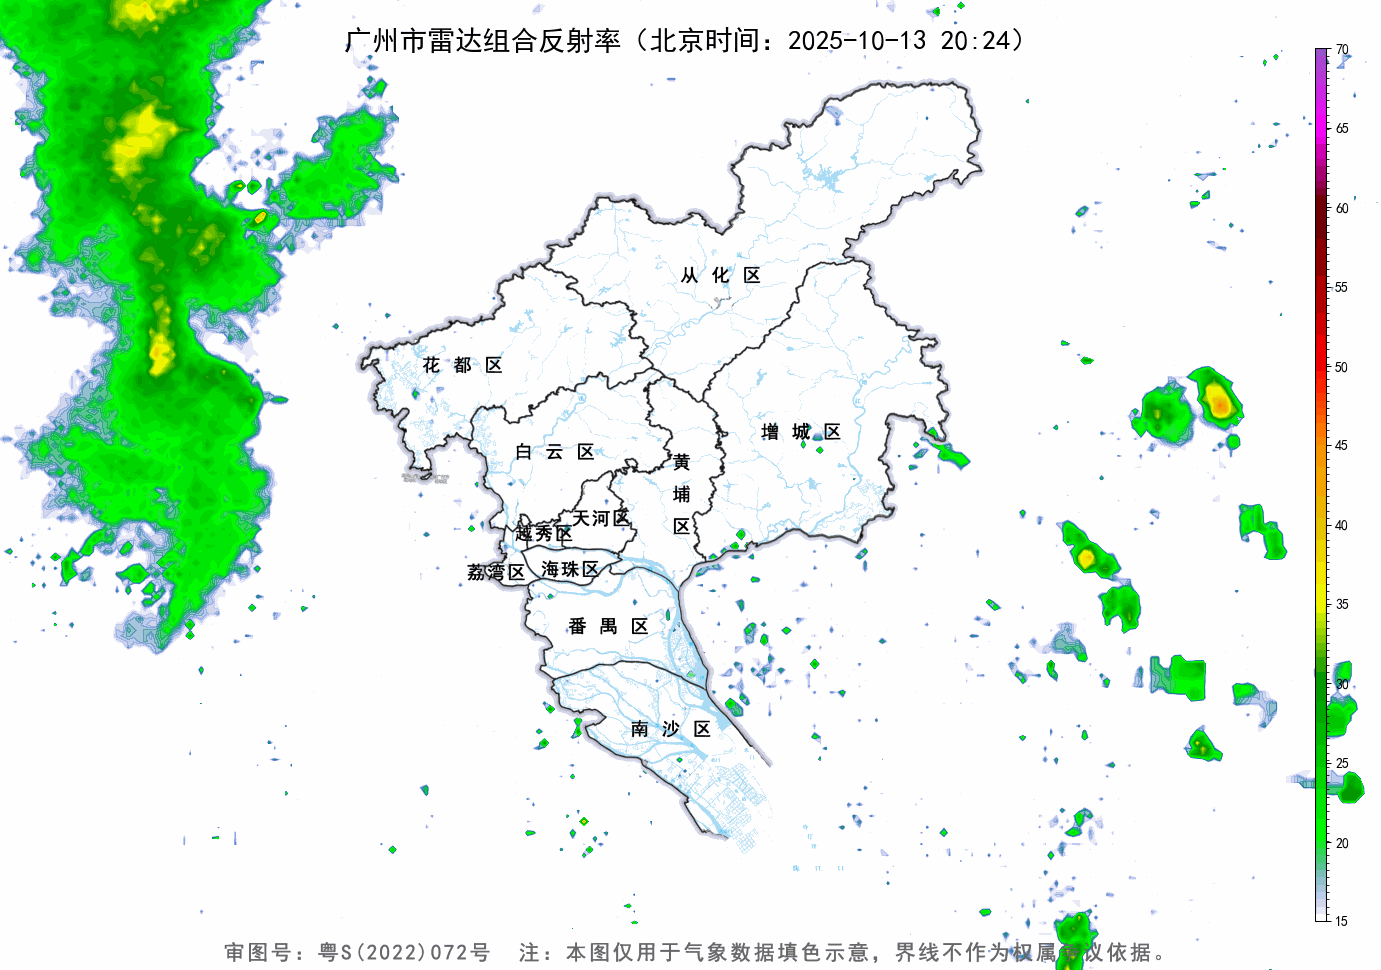 广州市雷达组合反射率（北京时间：2025-10-13 20:24）
70
65
60
55
50
45
40
35
30
25
20
15
从化区
花都区
增城区
白云区
黄埔区
天河区
越秀区
海珠区
荔湾区
番禺区
南沙区
审图号：粤S(2022)072号 注：本图仅用于气象数据填色示意，界线不作为权属争议依据。